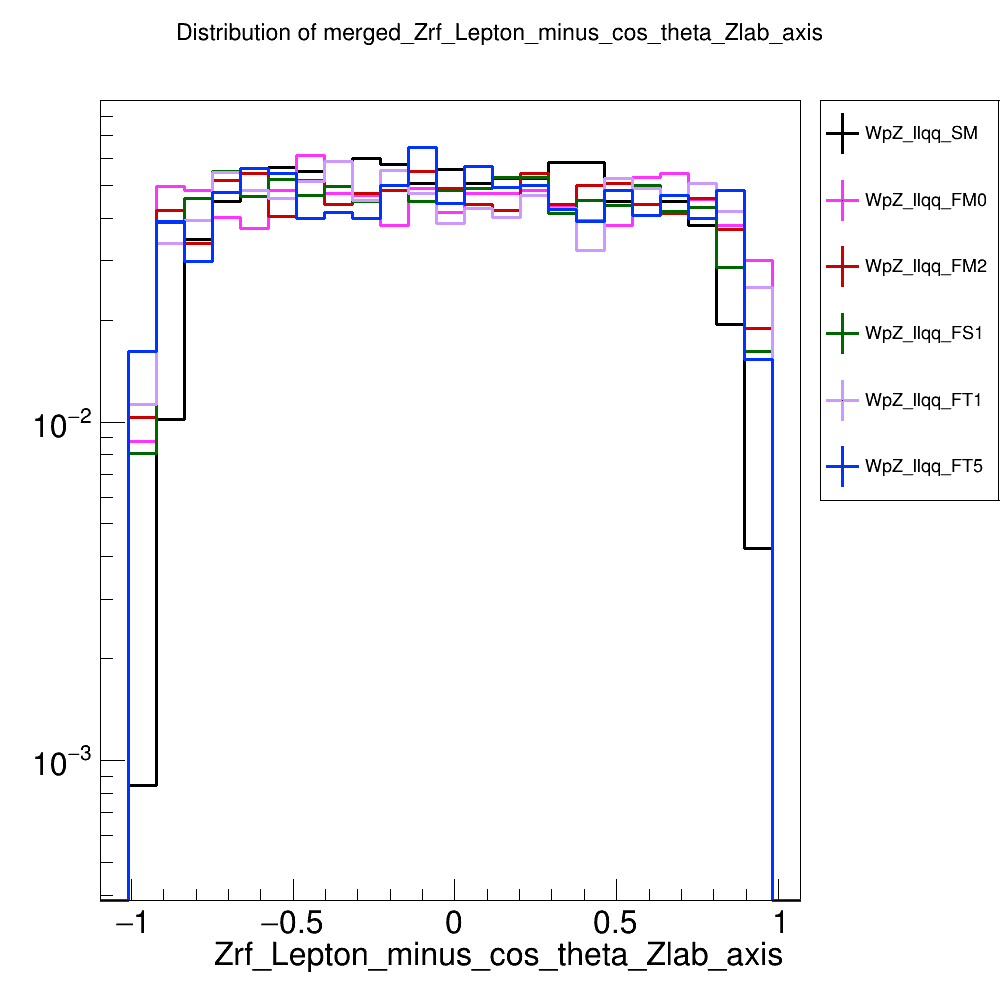 Distribution of merged_Zrf_Lepton_minus_cos_theta_Zlab_axis
WpZ_llqq_SM
WpZ_llqq_FM0
WpZ_llqq_FM2
WpZ_llqq_FS1
WpZ_llqq_FT1
WpZ_llqq_FT5
10⁻²
10⁻³
−1 −0.5 0 0.5 1
Zrf_Lepton_minus_cos_theta_Zlab_axis